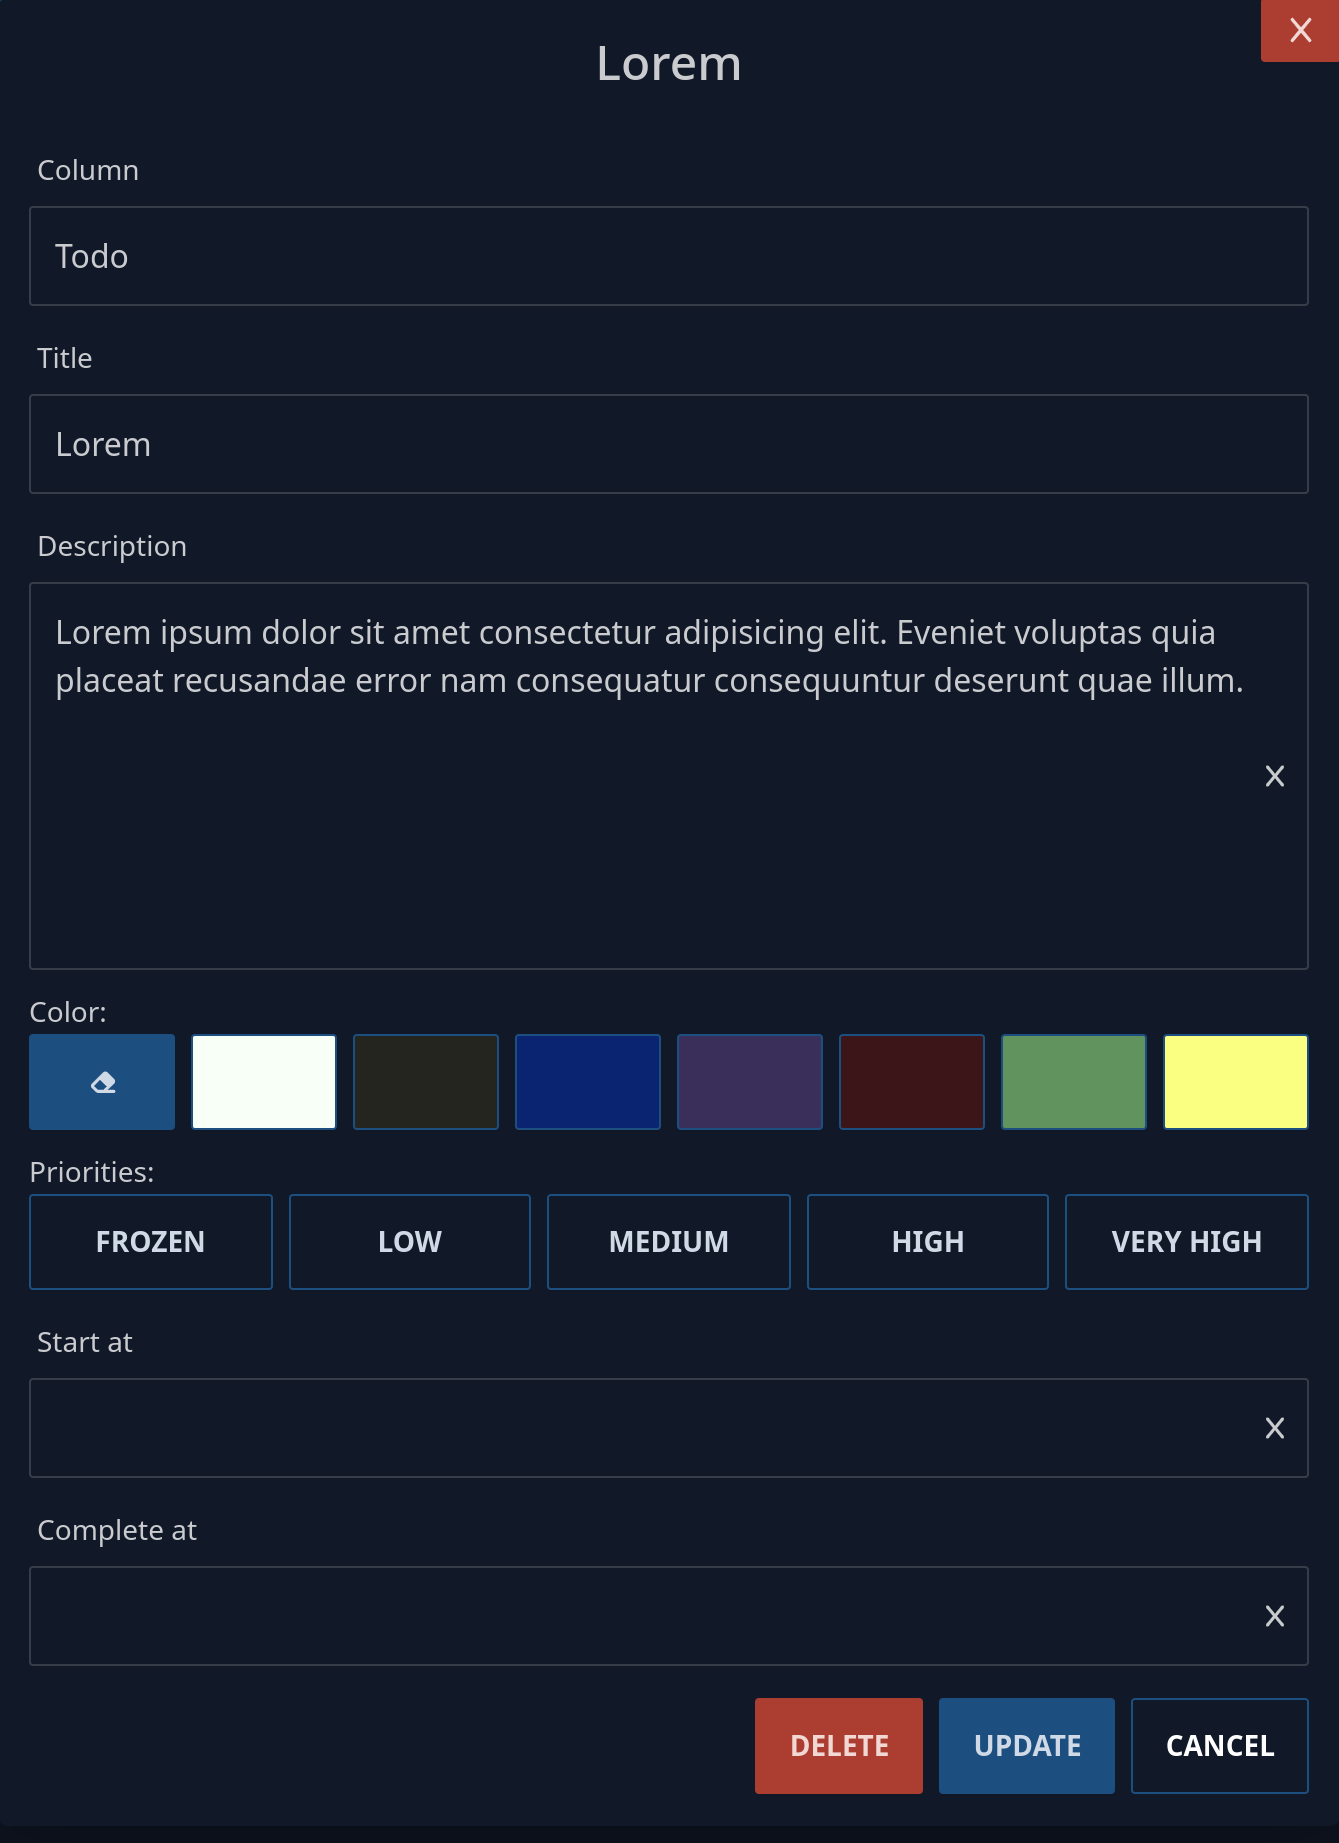 Lorem
Column
Todo
Title
Lorem
Description
Lorem ipsum dolor sit amet consectetur adipisicing elit. Eveniet voluptas quia
placeat recusandae error nam consequatur consequuntur deserunt quae illum.
Color:
Priorities:
FROZEN LOW MEDIUM HIGH VERY HIGH
Start at
Complete at
DELETE UPDATE CANCEL